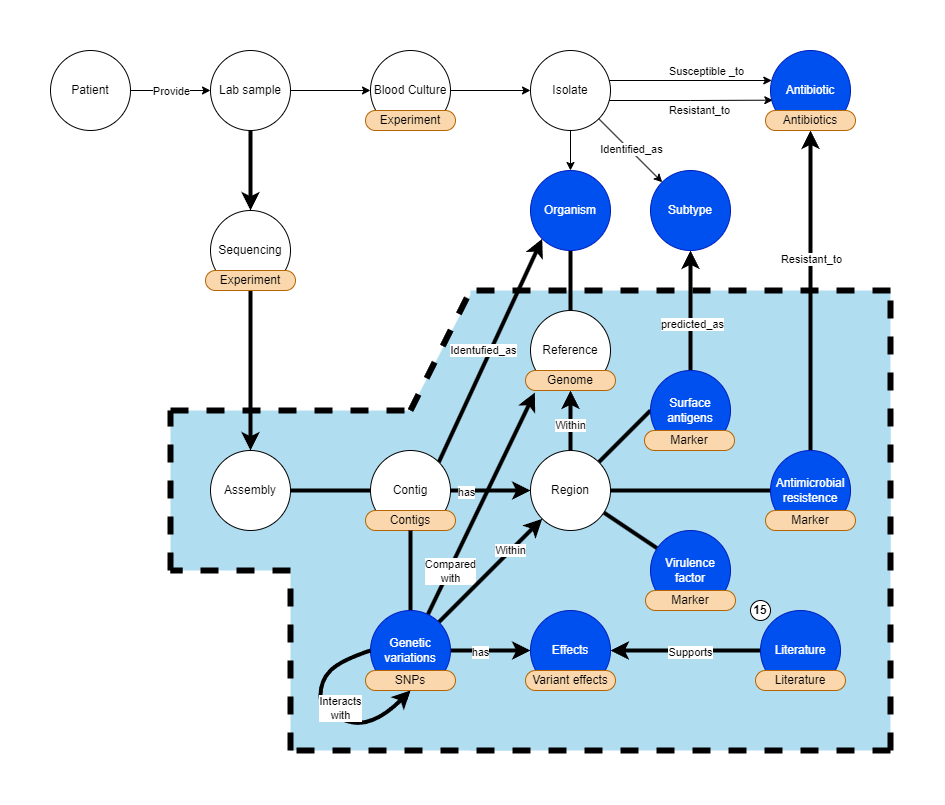 Patient
Provide
Lab sample
Blood Culture
Experiment
Isolate
Susceptible _to
Resistant_to
Antibiotic
Antibiotics
Identified_as
Organism
Subtype
Sequencing
Experiment
Resistant_to
predicted_as
Identufied_as
Reference
Genome
Surface
antigens
Marker
Within
Assembly
Contig
Contigs
has
Region
Antimicrobial
resistence
Marker
Within
Compared
with
Virulence
factor
Marker
15
Genetic
variations
SNPs
has
Effects
Variant effects
Supports
Literature
Literature
Interacts
with